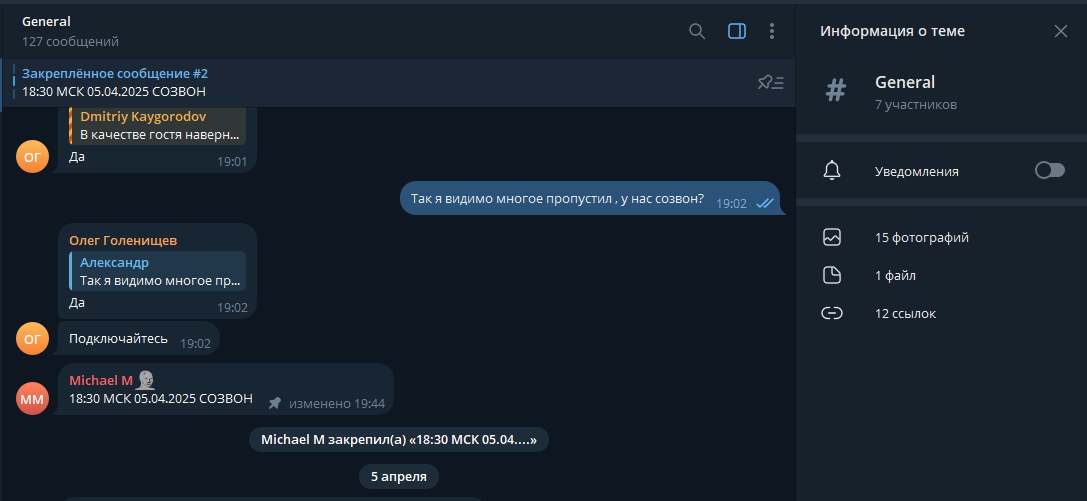 General
127 сообщений
Информация о теме
Закреплённое сообщение #2
18:30 МСК 05.04.2025 СОЗВОН
Dmitriy Kaygorodov
В качестве гостя наверн...
ОГ
Да 19:01
Так я видимо многое пропустил , у нас созвон? 19:02
Олег Голенищев
Александр
Так я видимо многое пр...
Да 19:02
ОГ
Подключайтесь 19:02
Michael M
ММ
18:30 МСК 05.04.2025 СОЗВОН изменено 19:44
Michael M закрепил(а) «18:30 МСК 05.04....»
5 апреля
#
General
7 участников
Уведомления
15 фотографий
1 файл
12 ссылок